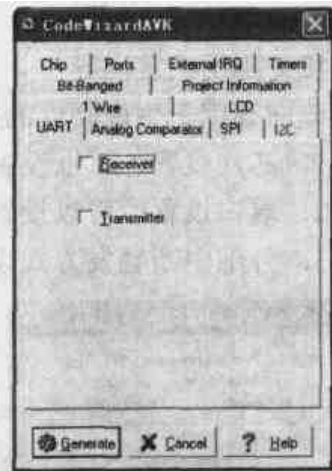 CodeWizardAVR
Chip Ports External IRQ Timers
Bit-Banged Project Information
1 Wire LCD
UART Analog Comparator SPI I2C
Receiver
Transmitter
Generate Cancel Help